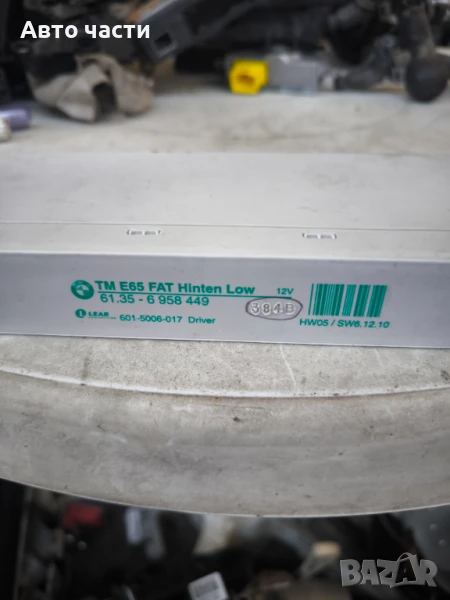 Авто части
TM E65 FAT Hinten Low 12V
61.35 - 6 958 449
384B
LEAR 601-5006-017 Driver
HW05 / SW6.12.10
BAZAR